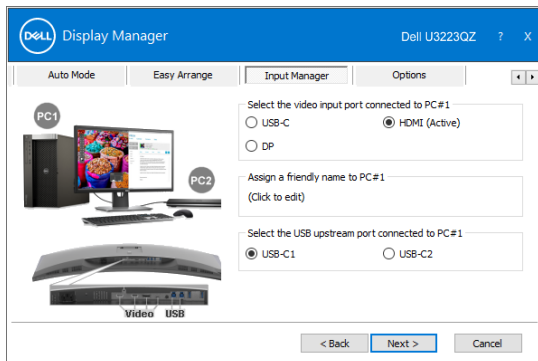 DELL Display Manager
Dell U3223QZ ? X
Auto Mode Easy Arrange Input Manager Options
PC1
PC2
Video USB
Select the video input port connected to PC#1
USB-C HDMI (Active)
DP
Assign a friendly name to PC#1
(Click to edit)
Select the USB upstream port connected to PC#1
USB-C1 USB-C2
< Back Next > Cancel